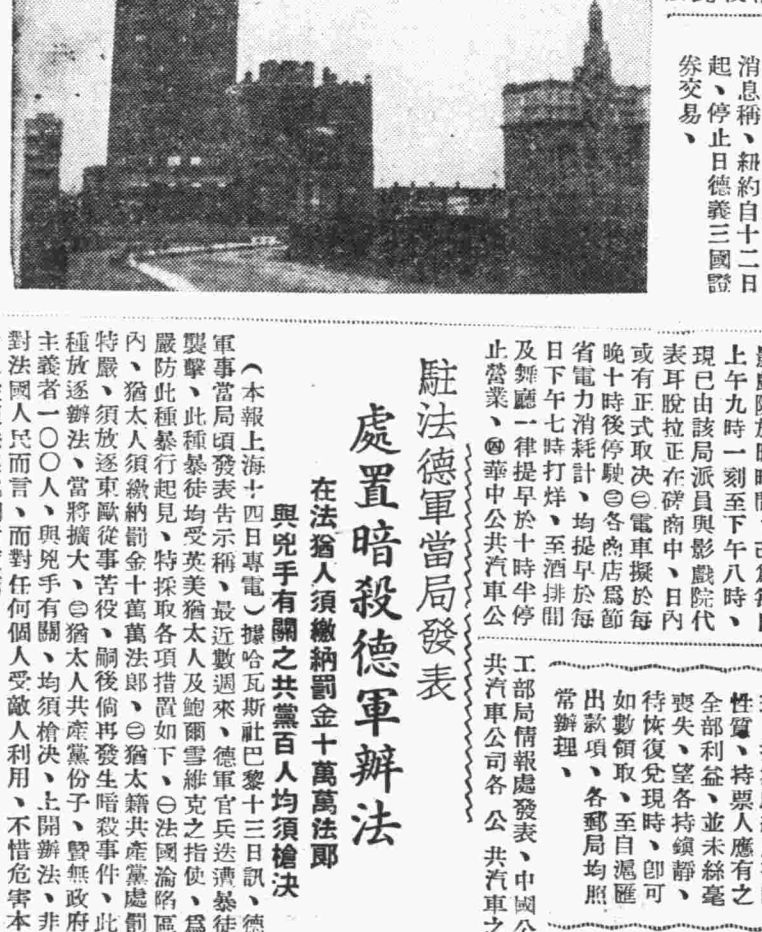 消息稱、紐約自十二日
起、停止日德義三國證
券交易、
上午九時一刻至下午八時、
現已由該局派員與影戲院代
表耳脫拉正在磋商中、日內
或有正式取决㊁電車擬於每
晚十時後停駛㊂各商店爲節
省電力消耗計、均提早於每
日下午七時打烊、至酒排間
及舞廳一律提早於十時半停
止營業、㊃華中公共汽車公
性質、持票人應有之
全部利益、並未絲毫
喪失、望各持鎮靜、
待恢復兌現時、卽可
如數領取、至自滬匯
出款項、各郵局均照
常辦理、
工部局情報處發表、中國公
共汽車公司各 公 共汽車之
駐法德軍當局發表
處置暗殺德軍辦法
在法猶人須繳納罰金十萬萬法郎
與兇手有關之共黨百人均須槍決
（本報上海十四日專電）據哈瓦斯社巴黎十三日訊、德
軍事當局頃發表告示稱、最近數週來、德軍官兵迭遭暴徒
襲擊、此種暴徒均受英美猶太人及鮑爾雪維克之指使、爲
嚴防此種暴行起見、特採取各項措置如下、㊀法國淪陷區
內、猶太人須繳納罰金十萬萬法郎、㊁猶太籍共產黨處罰
特嚴、須放逐東歐從事苦役、嗣後倘再發生暗殺事件、此
種放逐辦法、當將擴大、㊂猶太人共產黨份子、暨無政府
主義者一〇〇人、與兇手有關、均須槍決、上開辦法、非
對法國人民而言、而對任何個人受敵人利用、不惜危害本